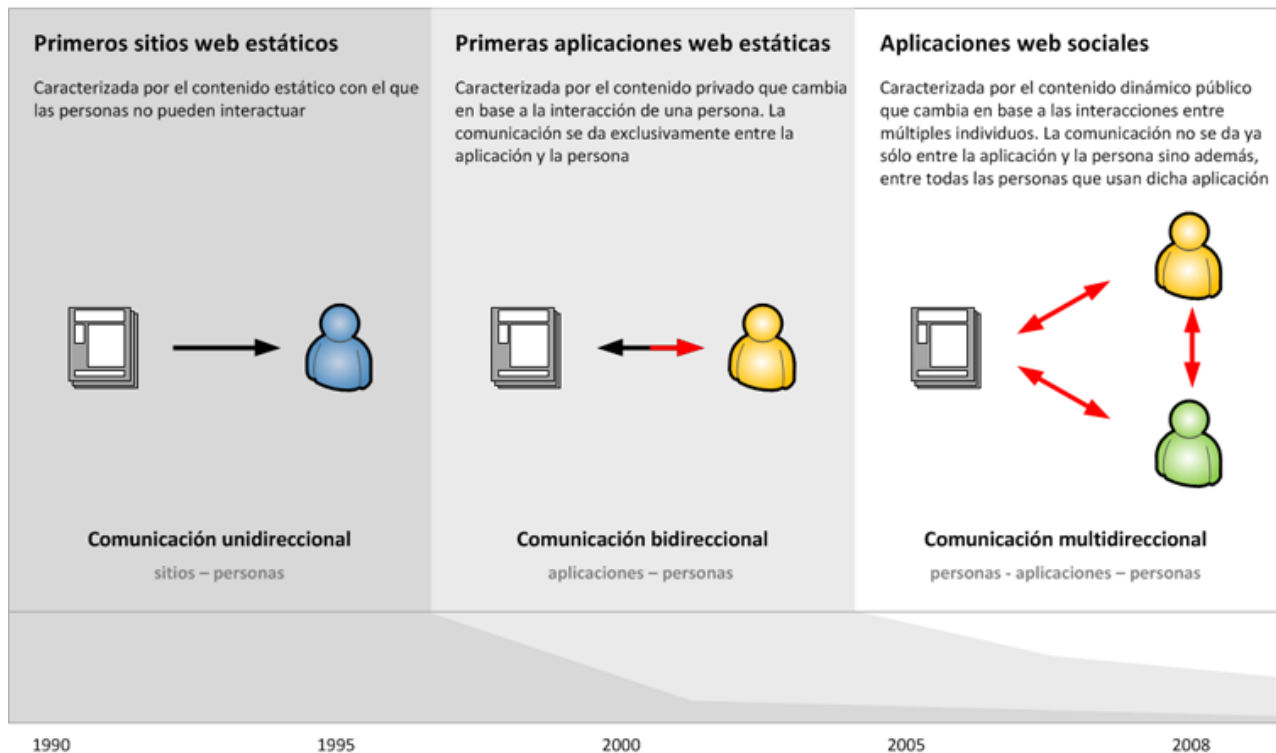 Primeros sitios web estáticos
Caracterizada por el contenido estático con el que
las personas no pueden interactuar
Comunicación unidireccional
sitios – personas
Primeras aplicaciones web estáticas
Caracterizada por el contenido privado que cambia
en base a la interacción de una persona. La
comunicación se da exclusivamente entre la
aplicación y la persona
Comunicación bidireccional
aplicaciones – personas
Aplicaciones web sociales
Caracterizada por el contenido dinámico público
que cambia en base a las interacciones entre
múltiples individuos. La comunicación no se da ya
sólo entre la aplicación y la persona sino además,
entre todas las personas que usan dicha aplicación
Comunicación multidireccional
personas - aplicaciones – personas
1990 1995 2000 2005 2008